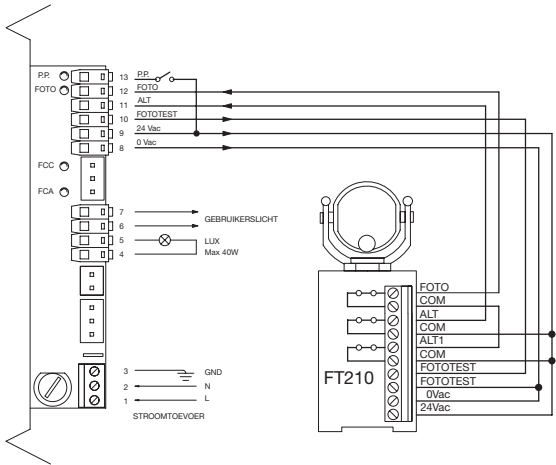 P.P. 13 P.P.
FOTO 12 FOTO
11 ALT
10 FOTOTEST
9 24 Vac
8 0 Vac
FCC
FCA
7
GEBRUIKERSLICHT
6
5 LUX
4 Max 40W
3 GND
2 N
1 L
STROOMTOEVOER
FT210
FOTO
COM
ALT
COM
ALT1
COM
FOTOTEST
FOTOTEST
0Vac
24Vac